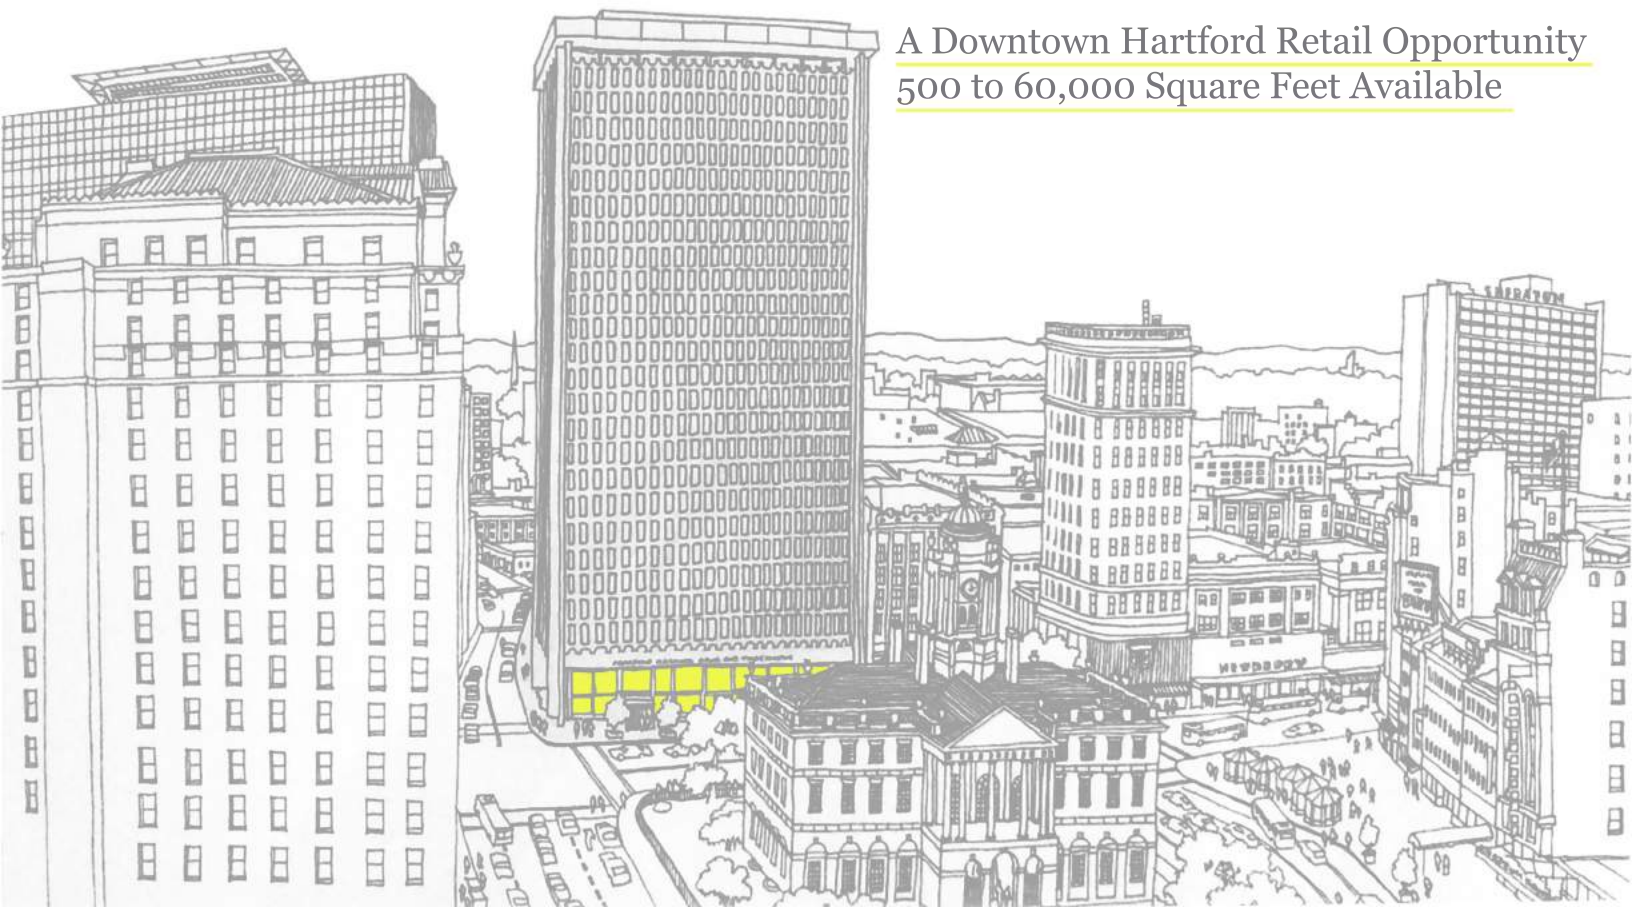 A Downtown Hartford Retail Opportunity
500 to 60,000 Square Feet Available
SHERATON